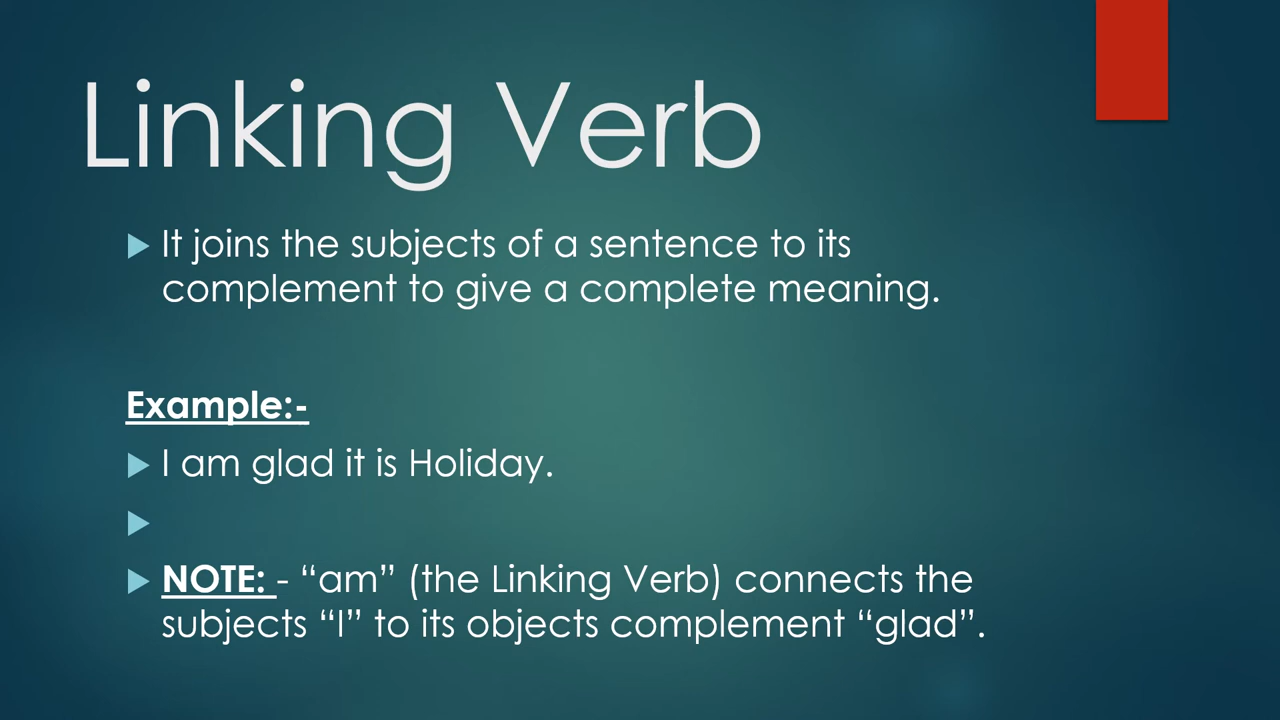 Linking Verb
It joins the subjects of a sentence to its
complement to give a complete meaning.
Example:-
I am glad it is Holiday.
NOTE: - “am” (the Linking Verb) connects the
subjects “I” to its objects complement “glad”.